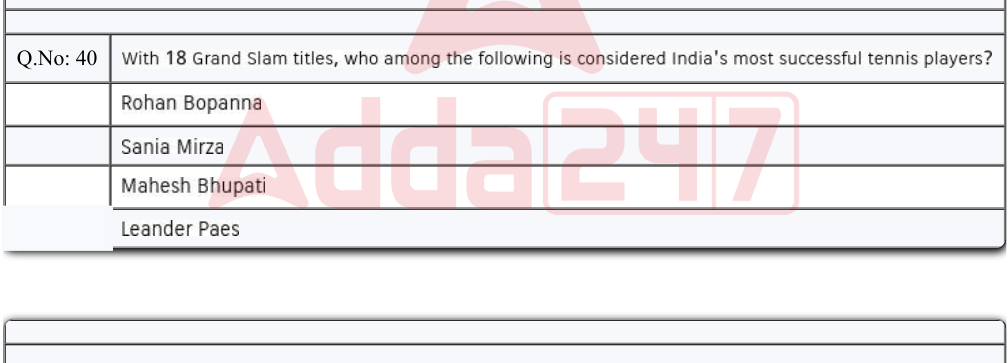 Q.No: 40 With 18 Grand Slam titles, who among the following is considered India's most successful tennis players?
Rohan Bopanna
Sania Mirza
Mahesh Bhupati
Leander Paes
Adda247